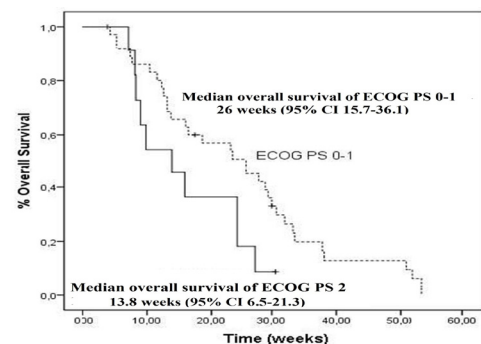 1,0
Median overall survival of ECOG PS 0-1
26 weeks (95% CI 15.7-36.1)
0,8
0,6
ECOG PS 0-1
0,4
0,2
0,0
% Overill Survival
Median overall survival of ECOG PS 2
13.8 weeks (95% CI 6.5-21.3)
000 10,00 20,00 30,00 40,00 50,00 60,00
Time (weeks)